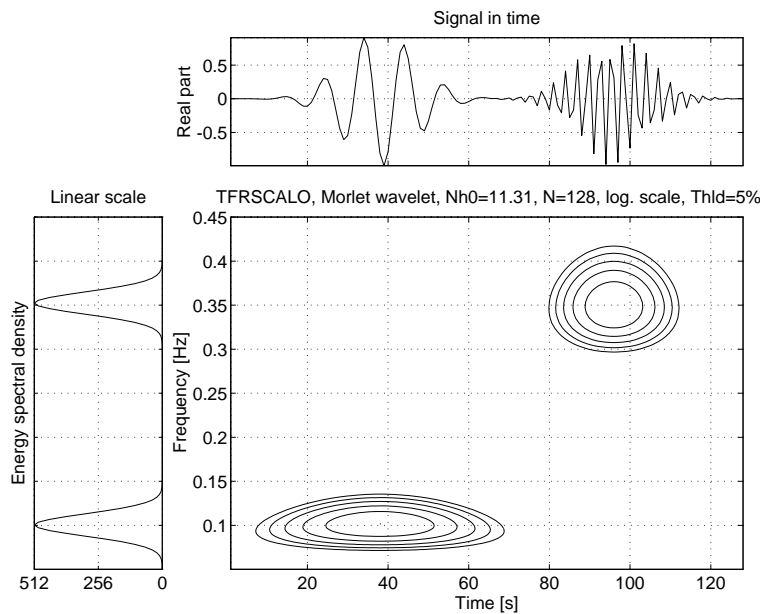 Signal in time
Real part
0.5
0
-0.5
Linear scale
Energy spectral density
512
256
0
TFRSCALO, Morlet wavelet, Nh0=11.31, N=128, log. scale, Thld=5%
Frequency [Hz]
0.45
0.4
0.35
0.3
0.25
0.2
0.15
0.1
20
40
60
80
100
120
Time [s]